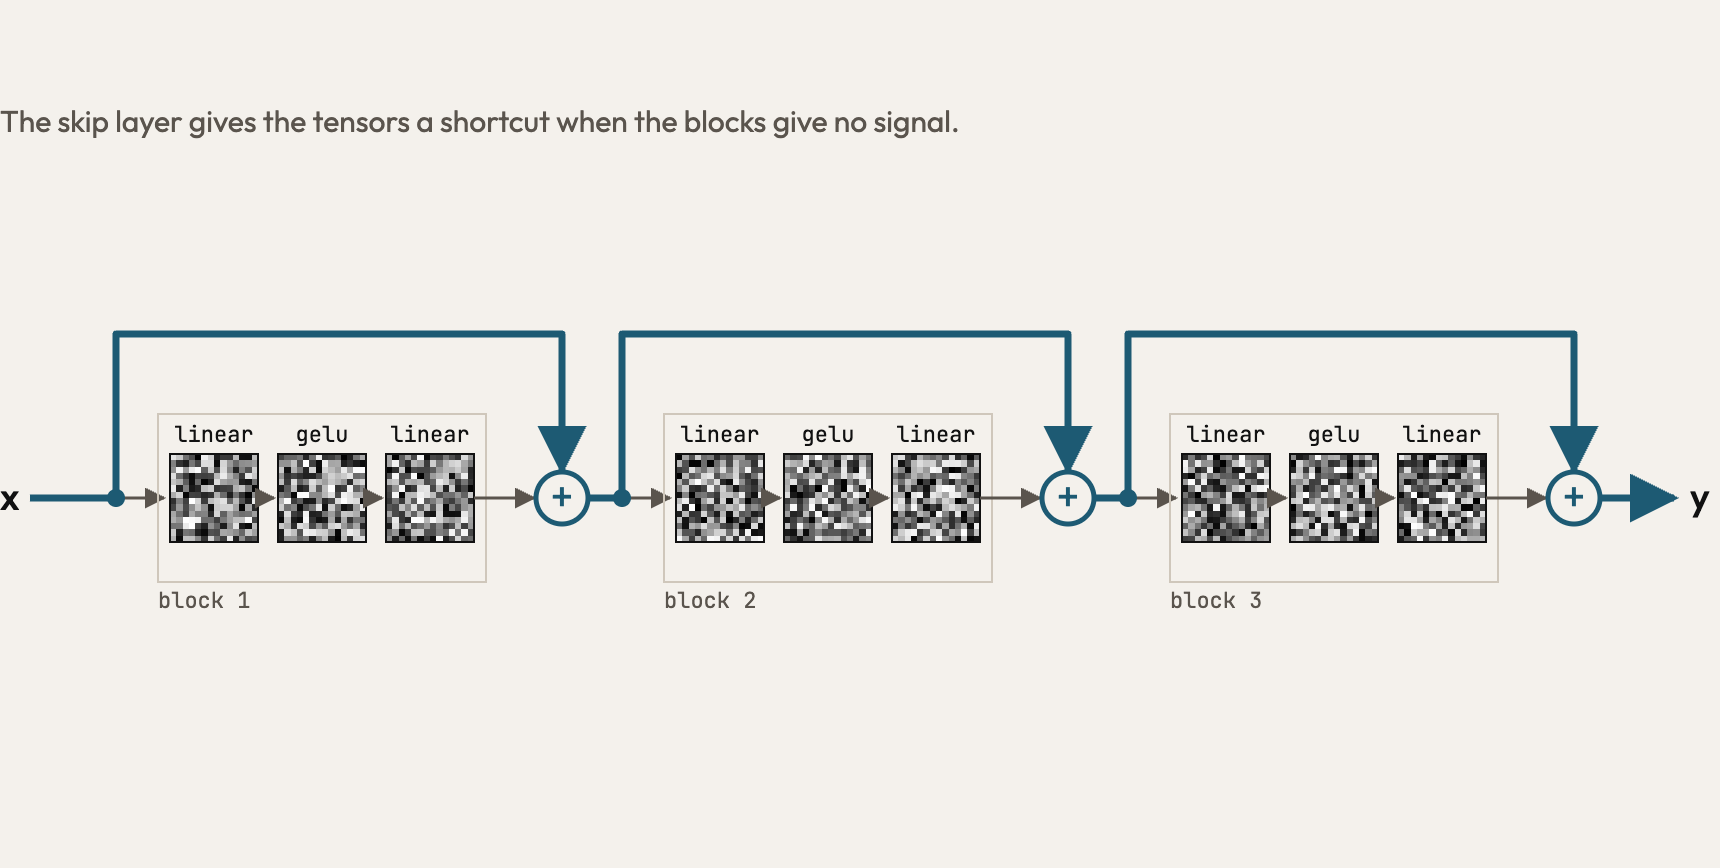 The skip layer gives the tensors a shortcut when the blocks give no signal.
linear gelu linear
linear gelu linear
linear gelu linear
x
+
+
+
y
block 1
block 2
block 3